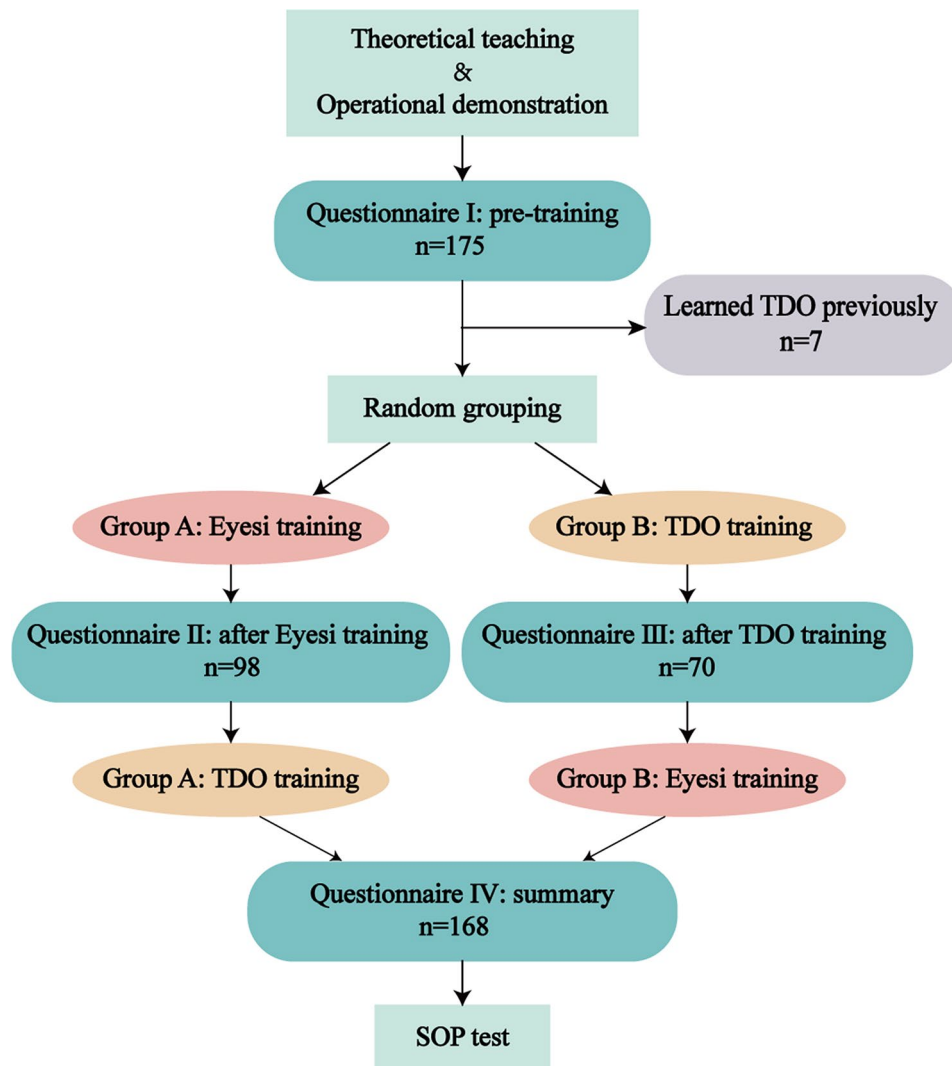 Theoretical teaching
&
Operational demonstration
Questionnaire I: pre-training
n=175
Learned TDO previously
n=7
Random grouping
Group A: Eyesi training
Group B: TDO training
Questionnaire II: after Eyesi training
n=98
Questionnaire III: after TDO training
n=70
Group A: TDO training
Group B: Eyesi training
Questionnaire IV: summary
n=168
SOP test